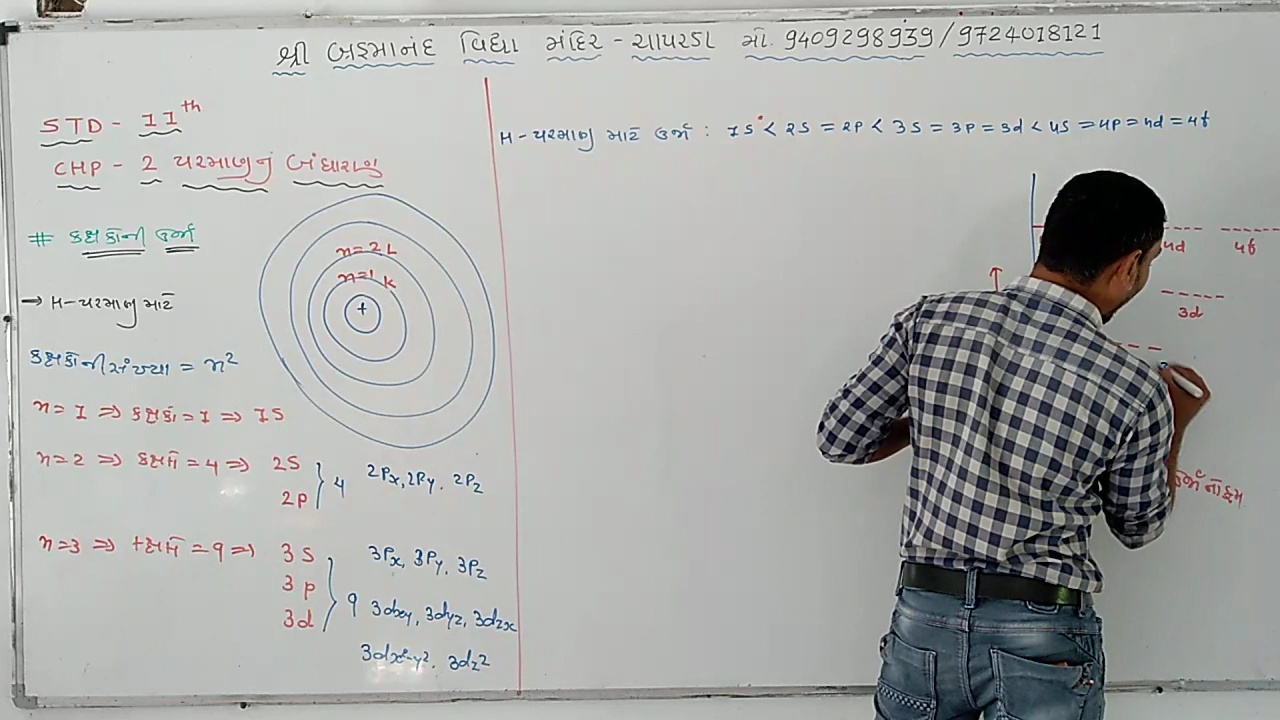 શ્રી બ્રહ્માનંદ વિદ્યા મંદિર - ચાપરડા મો. 9409298939 / 9724018121
STD - 11th
CHP - 2 પરમાણુનું બંધારણ
# કક્ષકોની ઉર્જા
→ H-પરમાણુ માટે
કક્ષકોની સંખ્યા = n²
n=1 ⇒ કક્ષકો = 1 ⇒ 1S
n=2 ⇒ કક્ષકો = 4 ⇒ 2S
2p } 4 2Px, 2Py, 2Pz
n=3 ⇒ = 9 ⇒ 3S
3p
3d } 9
3Px, 3Py, 3Pz
3dxy, 3dyz, 3dzx
3dx²-y², 3dz²
n=2 L
n=1 K
+
H-પરમાણુ માટે ઉર્જા : 1S < 2S = 2P < 3S = 3P = 3d < 4S = 4P = 4d = 4f
4d 4f
3d
ઉર્જાનો ક્રમ